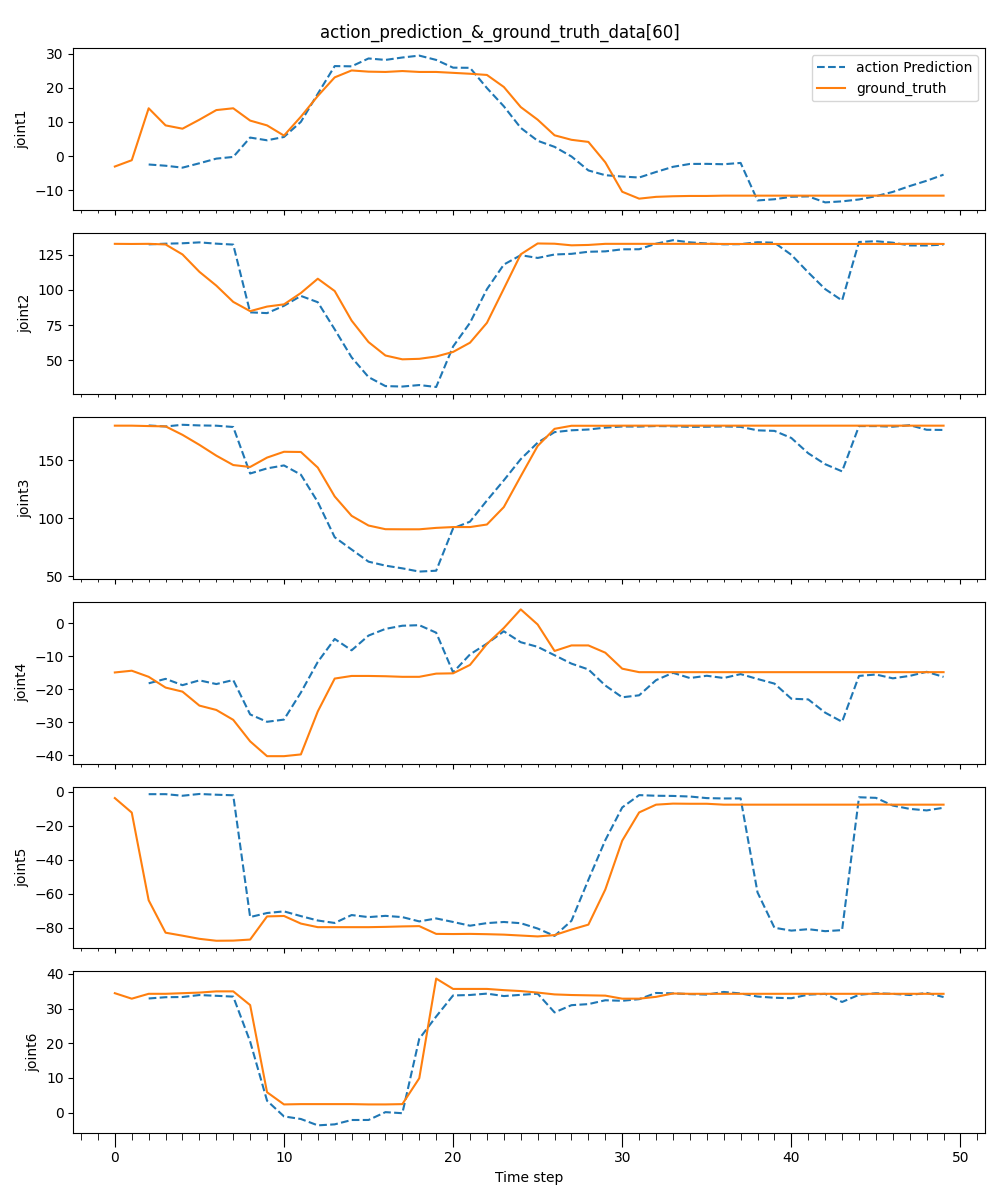 action_prediction_&_ground_truth_data[60]
30
20
10
0
−10
joint1
action Prediction
ground_truth
125
100
75
50
joint2
150
100
50
joint3
0
−10
−20
−30
−40
joint4
0
−20
−40
−60
−80
joint5
40
30
20
10
0
joint6
0 10 20 30 40 50
Time step